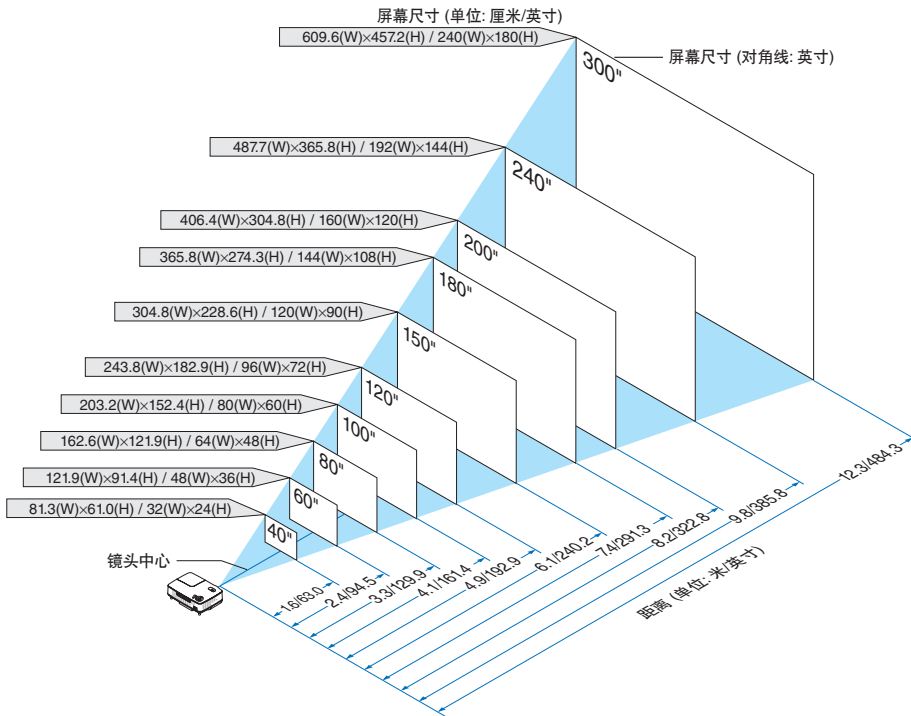 屏幕尺寸 (单位: 厘米/英寸)
609.6(W)×457.2(H) / 240(W)×180(H)
屏幕尺寸 (对角线: 英寸)
300"
487.7(W)×365.8(H) / 192(W)×144(H)
240"
406.4(W)×304.8(H) / 160(W)×120(H)
200"
365.8(W)×274.3(H) / 144(W)×108(H)
180"
304.8(W)×228.6(H) / 120(W)×90(H)
150"
243.8(W)×182.9(H) / 96(W)×72(H)
120"
203.2(W)×152.4(H) / 80(W)×60(H)
100"
162.6(W)×121.9(H) / 64(W)×48(H)
80"
121.9(W)×91.4(H) / 48(W)×36(H)
60"
81.3(W)×61.0(H) / 32(W)×24(H)
40"
镜头中心
1.6/63.0
2.4/94.5
3.3/129.9
4.1/161.4
4.9/192.9
6.1/240.2
7.4/291.3
8.2/322.8
9.8/385.8
12.3/484.3
距离 (单位: 米/英寸)